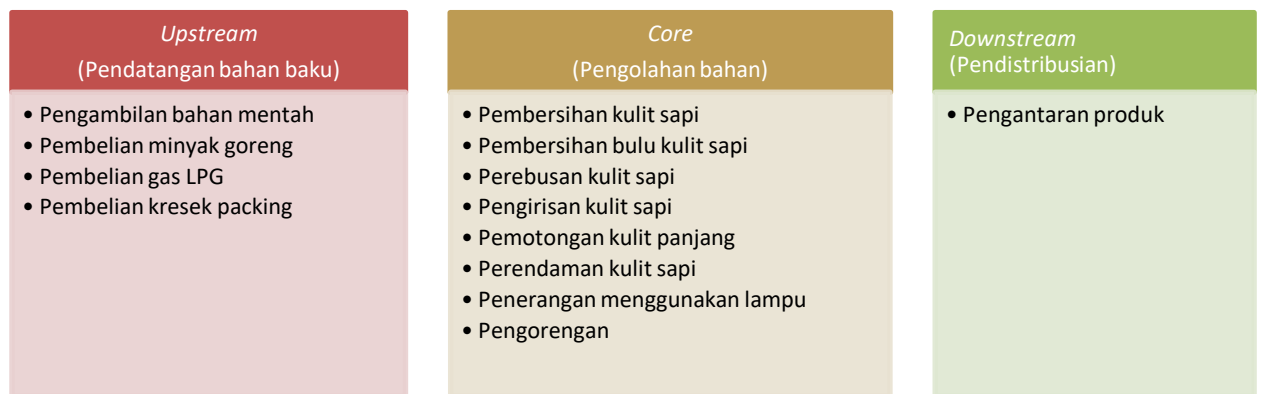 Upstream
(Pendatangan bahan baku)
• Pengambilan bahan mentah
• Pembelian minyak goreng
• Pembelian gas LPG
• Pembelian kresek packing
Core
(Pengolahan bahan)
• Pembersihan kulit sapi
• Pembersihan bulu kulit sapi
• Perebusan kulit sapi
• Pengirisan kulit sapi
• Pemotongan kulit panjang
• Perendaman kulit sapi
• Penerangan menggunakan lampu
• Pengorengan
Downstream
(Pendistribusian)
• Pengantaran produk